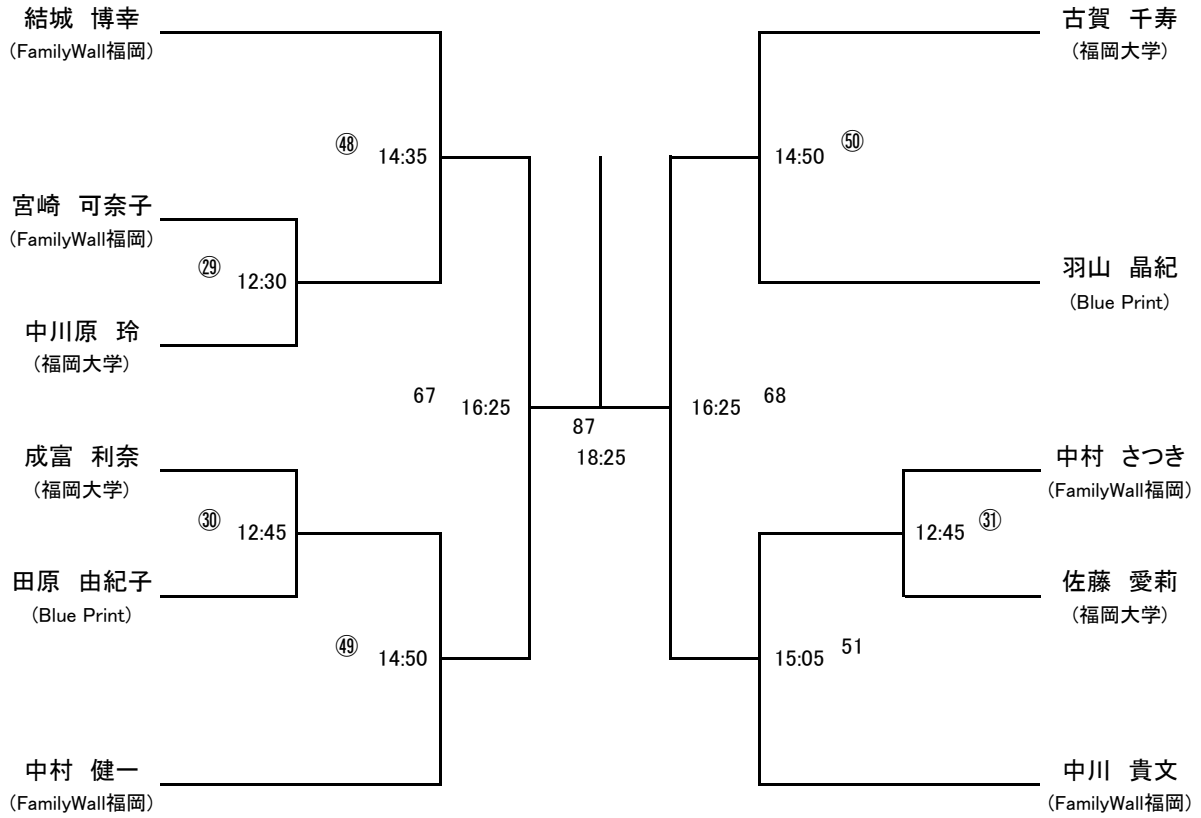 結城 博幸
(FamilyWall福岡)
㊽ 14:35
宮崎 可奈子
(FamilyWall福岡)
㉙ 12:30
中川原 玲
(福岡大学)
67 16:25
成富 利奈
(福岡大学)
㉚ 12:45
田原 由紀子
(Blue Print)
㊾ 14:50
中村 健一
(FamilyWall福岡)
87
18:25
古賀 千寿
(福岡大学)
14:50 ㊿
羽山 晶紀
(Blue Print)
16:25 68
中村 さつき
(FamilyWall福岡)
12:45 ㉛
佐藤 愛莉
(福岡大学)
15:05 51
中川 貴文
(FamilyWall福岡)